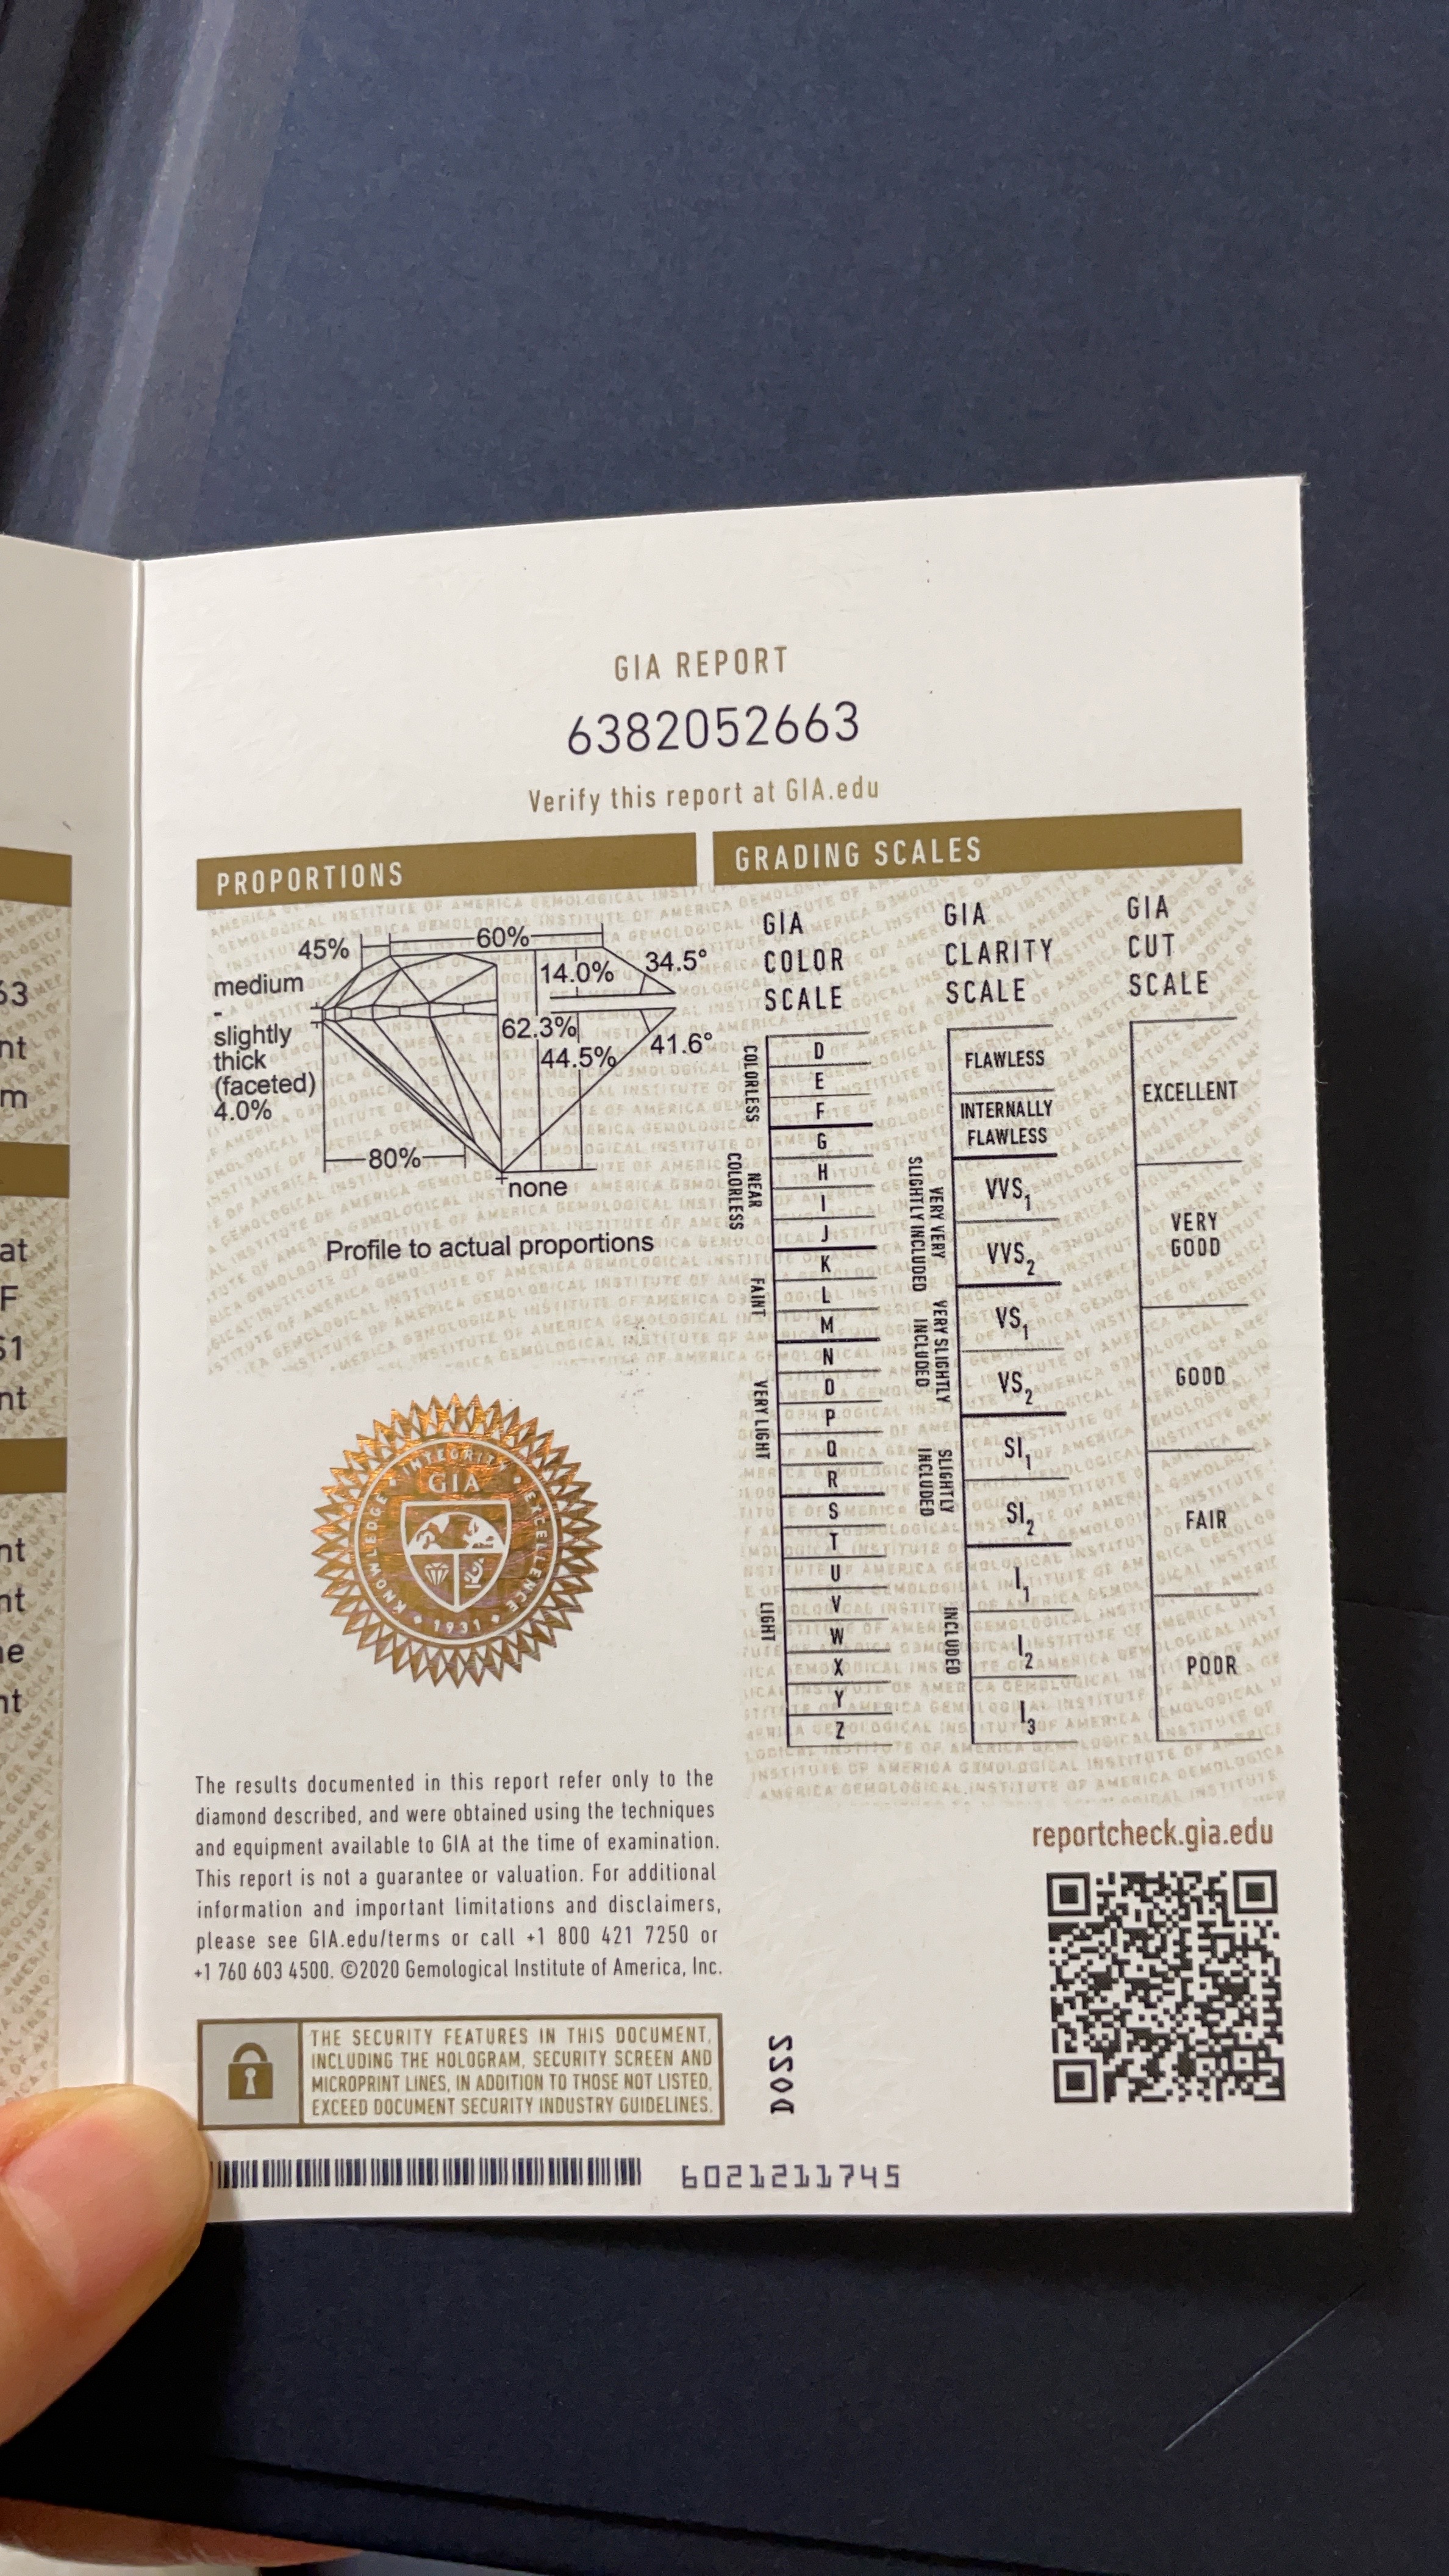 63
nt
m
at
F
S1
nt
nt
nt
ne
nt
GIA REPORT
6382052663
Verify this report at GIA.edu
PROPORTIONS
45%
60%
14.0%
34.5°
medium
-
slightly
thick
(faceted)
4.0%
62.3%
44.5%
41.6°
80%
none
Profile to actual proportions
INTEGRITY
GIA
KNOWLEDGE
EXCELLENCE
1931
The results documented in this report refer only to the
diamond described, and were obtained using the techniques
and equipment available to GIA at the time of examination.
This report is not a guarantee or valuation. For additional
information and important limitations and disclaimers,
please see GIA.edu/terms or call +1 800 421 7250 or
+1 760 603 4500. ©2020 Gemological Institute of America, Inc.
THE SECURITY FEATURES IN THIS DOCUMENT,
INCLUDING THE HOLOGRAM, SECURITY SCREEN AND
MICROPRINT LINES, IN ADDITION TO THOSE NOT LISTED,
EXCEED DOCUMENT SECURITY INDUSTRY GUIDELINES.
GRADING SCALES
GIA
COLOR
SCALE
COLORLESS
D
E
F
NEAR
COLORLESS
G
H
I
J
FAINT
K
L
M
VERY LIGHT
N
O
P
Q
R
LIGHT
S
T
U
V
W
X
Y
Z
GIA
CLARITY
SCALE
FLAWLESS
INTERNALLY
FLAWLESS
VERY VERY
SLIGHTLY INCLUDED
VVS1
VVS2
VERY SLIGHTLY
INCLUDED
VS1
VS2
SLIGHTLY
INCLUDED
SI1
SI2
INCLUDED
I1
I2
I3
GIA
CUT
SCALE
EXCELLENT
VERY
GOOD
GOOD
FAIR
POOR
reportcheck.gia.edu
DOSS
6021211745